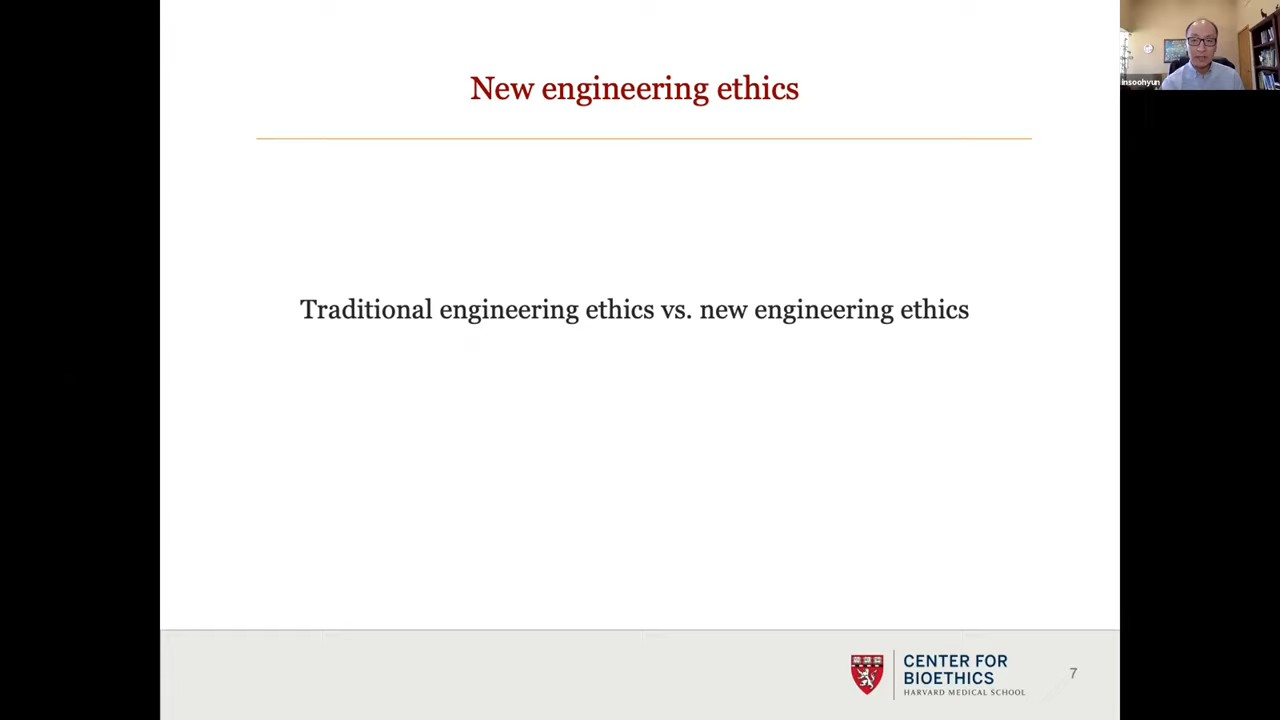 New engineering ethics
insoohyun
Traditional engineering ethics vs. new engineering ethics
CENTER FOR
BIOETHICS
HARVARD MEDICAL SCHOOL
7